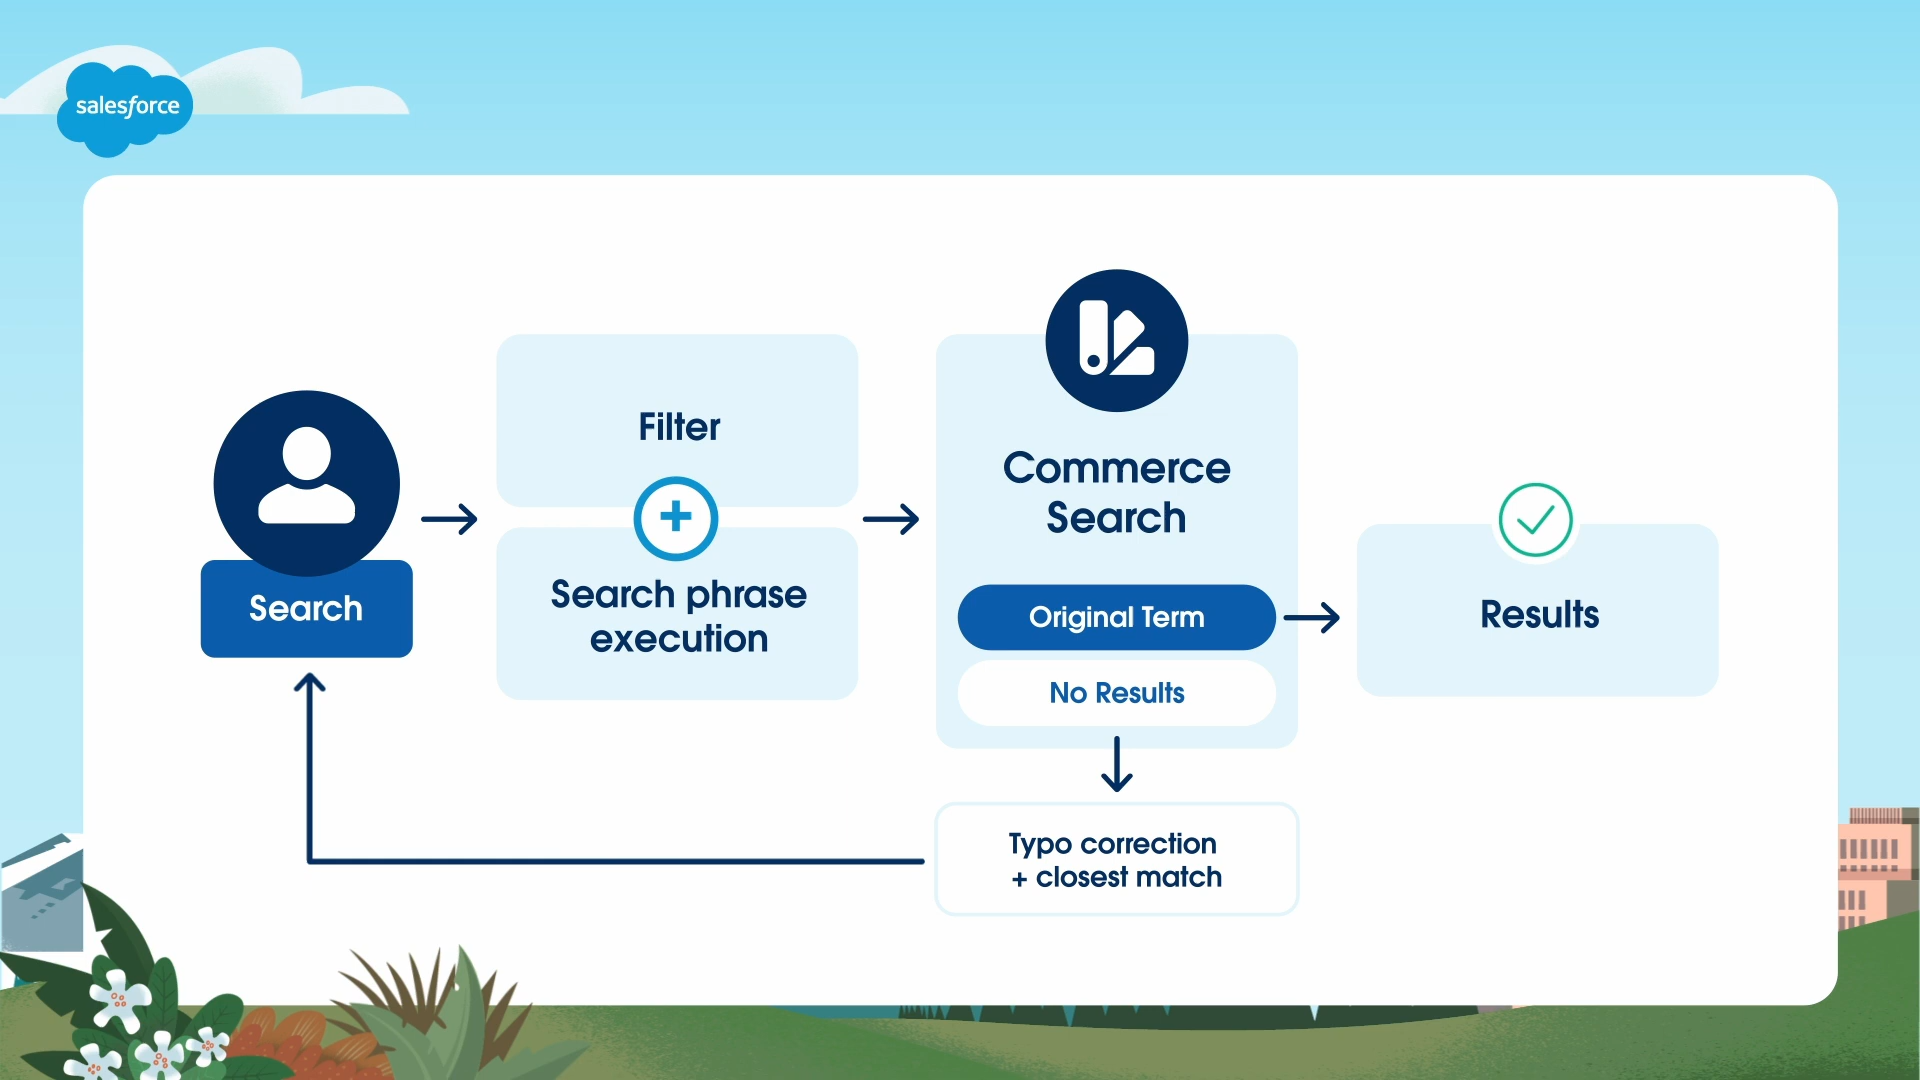 salesforce
Search
Filter
+
Search phrase
execution
Commerce
Search
Original Term
No Results
Typo correction
+ closest match
Results